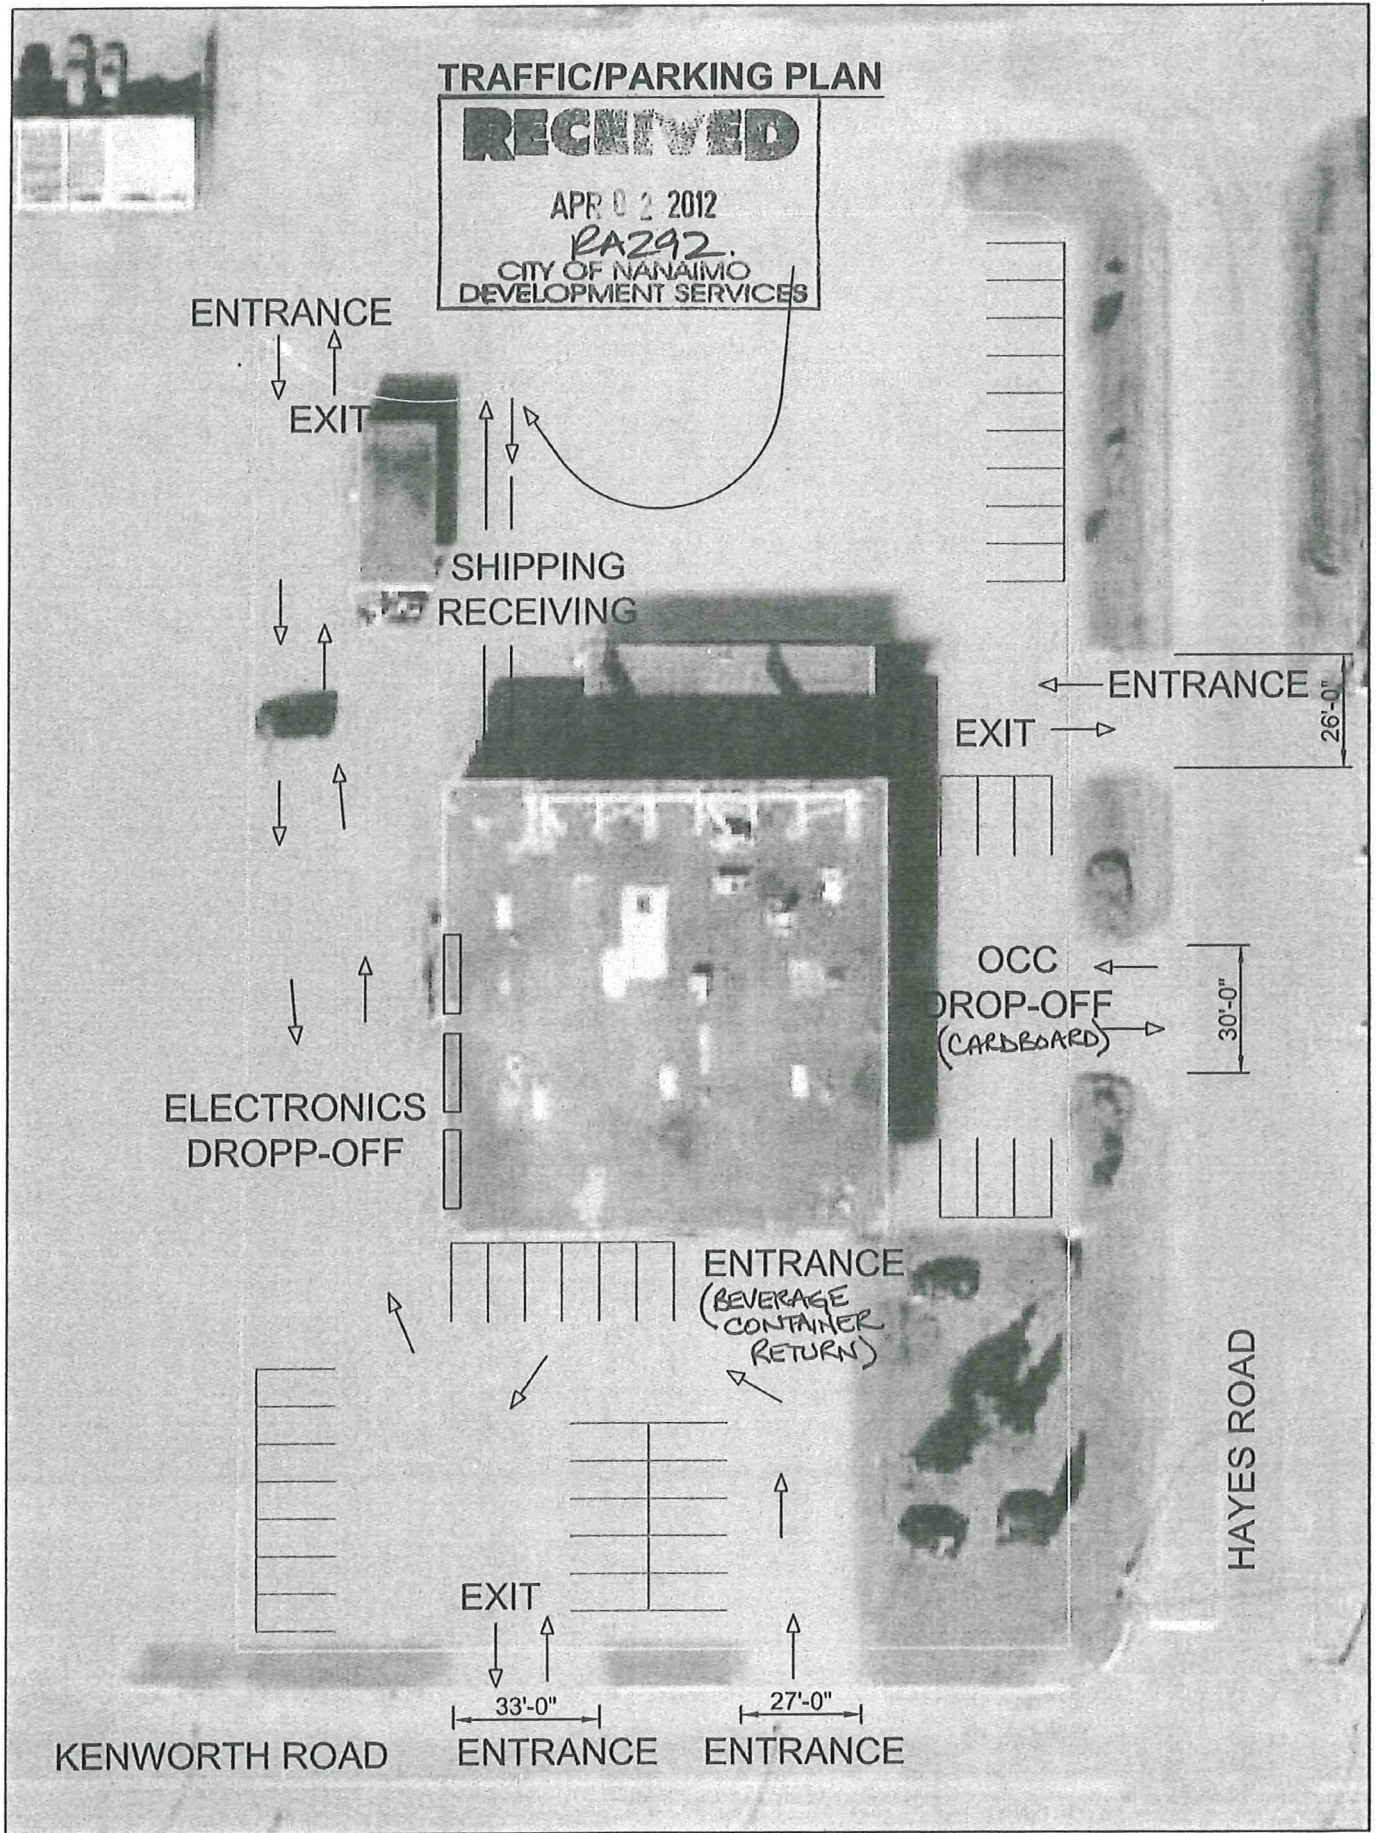 TRAFFIC/PARKING PLAN
RECEIVED
APR 02 2012
RA292.
CITY OF NANAIMO
DEVELOPMENT SERVICES
ENTRANCE
EXIT
SHIPPING
RECEIVING
ENTRANCE
EXIT
26'-0"
OCC
DROP-OFF
(CARDBOARD)
30'-0"
ELECTRONICS
DROPP-OFF
ENTRANCE
(BEVERAGE
CONTAINER
RETURN)
HAYES ROAD
EXIT
33'-0"
27'-0"
KENWORTH ROAD
ENTRANCE
ENTRANCE